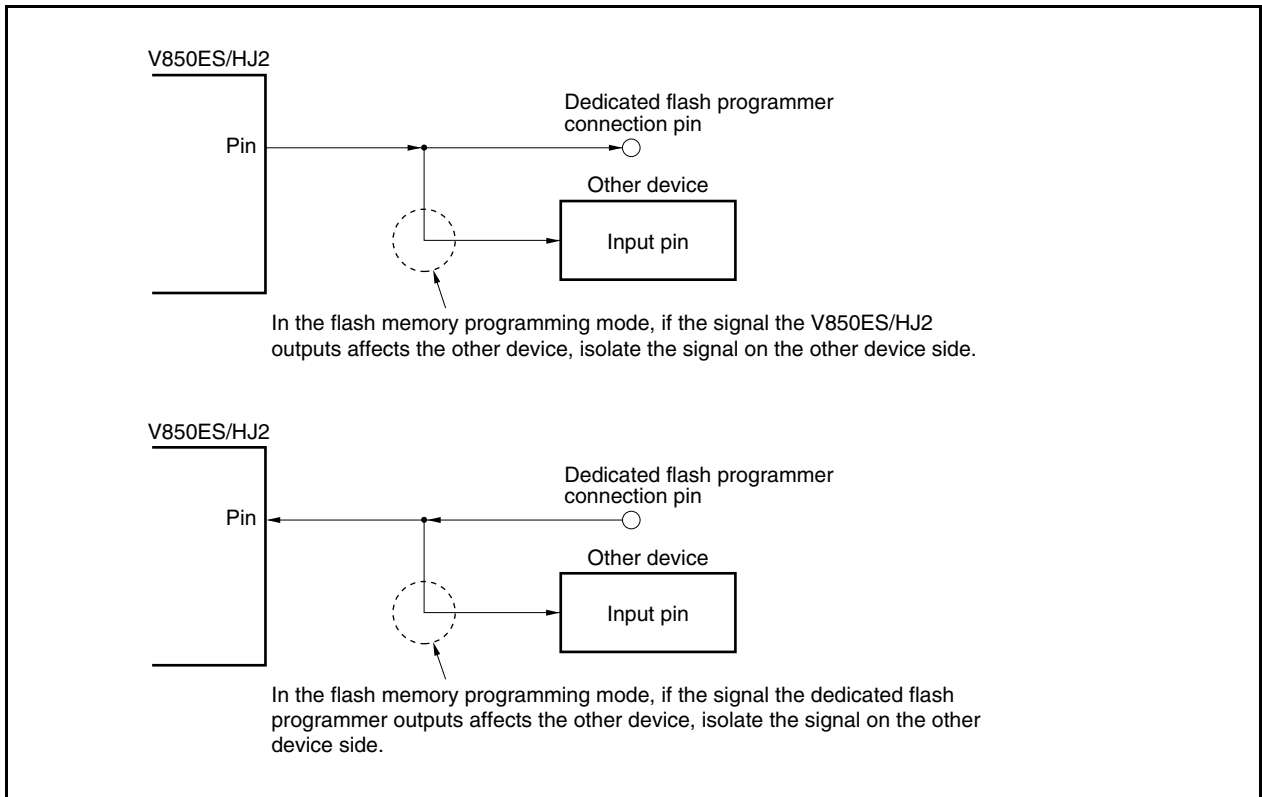 V850ES/HJ2
Dedicated flash programmer
connection pin
Pin
Other device
Input pin
In the flash memory programming mode, if the signal the V850ES/HJ2
outputs affects the other device, isolate the signal on the other device side.
V850ES/HJ2
Dedicated flash programmer
connection pin
Pin
Other device
Input pin
In the flash memory programming mode, if the signal the dedicated flash
programmer outputs affects the other device, isolate the signal on the other
device side.